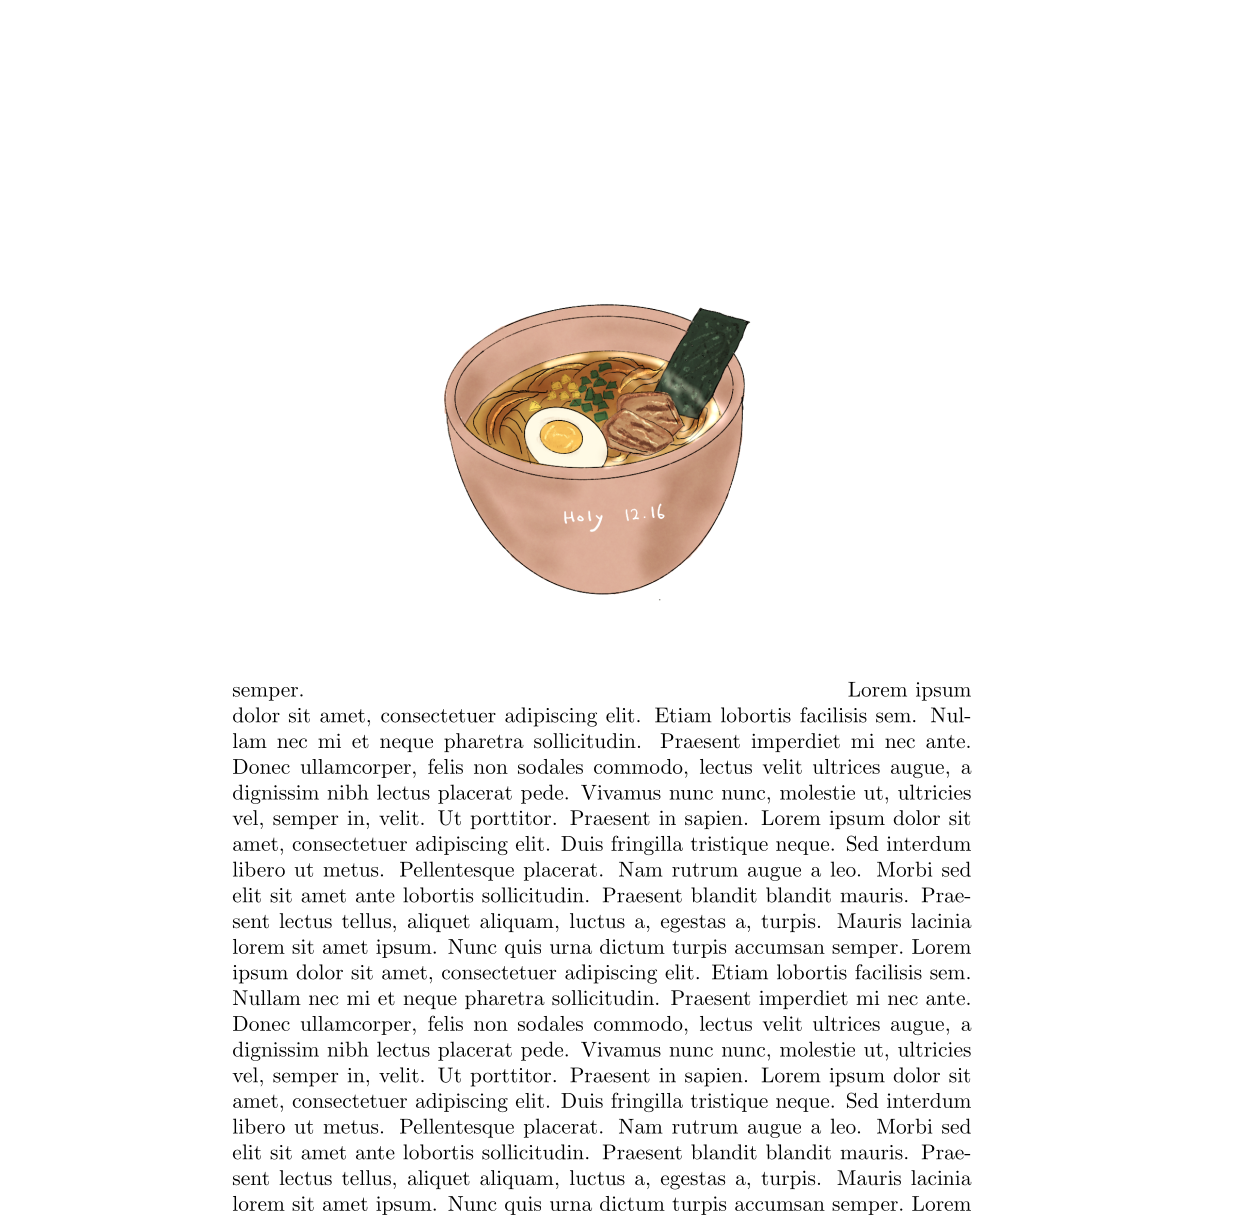 Holy 12.16
semper. Lorem ipsum
dolor sit amet, consectetuer adipiscing elit. Etiam lobortis facilisis sem. Nul-
lam nec mi et neque pharetra sollicitudin. Praesent imperdiet mi nec ante.
Donec ullamcorper, felis non sodales commodo, lectus velit ultrices augue, a
dignissim nibh lectus placerat pede. Vivamus nunc nunc, molestie ut, ultricies
vel, semper in, velit. Ut porttitor. Praesent in sapien. Lorem ipsum dolor sit
amet, consectetuer adipiscing elit. Duis fringilla tristique neque. Sed interdum
libero ut metus. Pellentesque placerat. Nam rutrum augue a leo. Morbi sed
elit sit amet ante lobortis sollicitudin. Praesent blandit blandit mauris. Prae-
sent lectus tellus, aliquet aliquam, luctus a, egestas a, turpis. Mauris lacinia
lorem sit amet ipsum. Nunc quis urna dictum turpis accumsan semper. Lorem
ipsum dolor sit amet, consectetuer adipiscing elit. Etiam lobortis facilisis sem.
Nullam nec mi et neque pharetra sollicitudin. Praesent imperdiet mi nec ante.
Donec ullamcorper, felis non sodales commodo, lectus velit ultrices augue, a
dignissim nibh lectus placerat pede. Vivamus nunc nunc, molestie ut, ultricies
vel, semper in, velit. Ut porttitor. Praesent in sapien. Lorem ipsum dolor sit
amet, consectetuer adipiscing elit. Duis fringilla tristique neque. Sed interdum
libero ut metus. Pellentesque placerat. Nam rutrum augue a leo. Morbi sed
elit sit amet ante lobortis sollicitudin. Praesent blandit blandit mauris. Prae-
sent lectus tellus, aliquet aliquam, luctus a, egestas a, turpis. Mauris lacinia
lorem sit amet ipsum. Nunc quis urna dictum turpis accumsan semper. Lorem